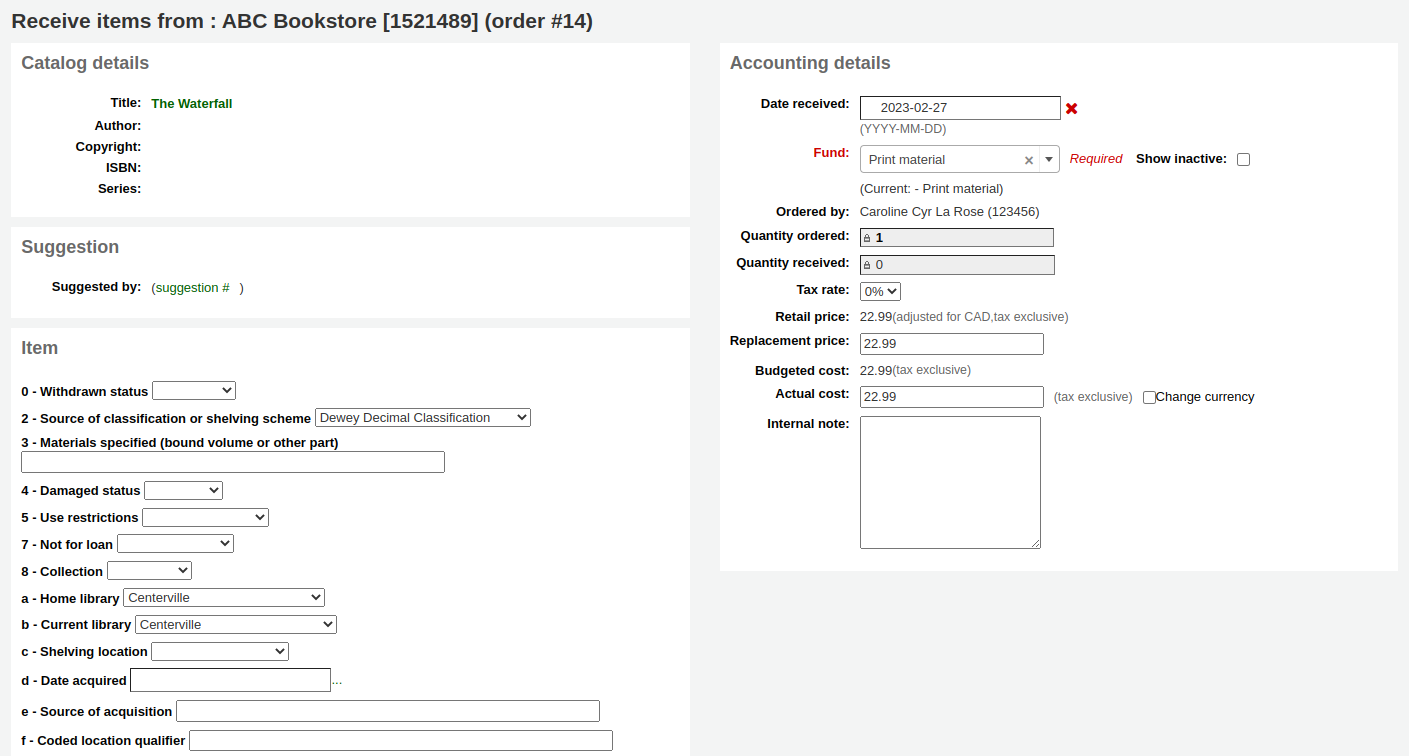 Receive items from : ABC Bookstore [1521489] (order #14)
Catalog details
Title: The Waterfall
Author:
Copyright:
ISBN:
Series:
Suggestion
Suggested by: (suggestion # )
Item
0 - Withdrawn status
2 - Source of classification or shelving scheme Dewey Decimal Classification
3 - Materials specified (bound volume or other part)
4 - Damaged status
5 - Use restrictions
7 - Not for loan
8 - Collection
a - Home library Centerville
b - Current library Centerville
c - Shelving location
d - Date acquired ...
e - Source of acquisition
f - Coded location qualifier
Accounting details
Date received: 2023-02-27
(YYYY-MM-DD)
Fund: Print material × Required Show inactive:
(Current: - Print material)
Ordered by: Caroline Cyr La Rose (123456)
Quantity ordered: 1
Quantity received: 0
Tax rate: 0%
Retail price: 22.99(adjusted for CAD,tax exclusive)
Replacement price: 22.99
Budgeted cost: 22.99(tax exclusive)
Actual cost: 22.99 (tax exclusive) Change currency
Internal note: